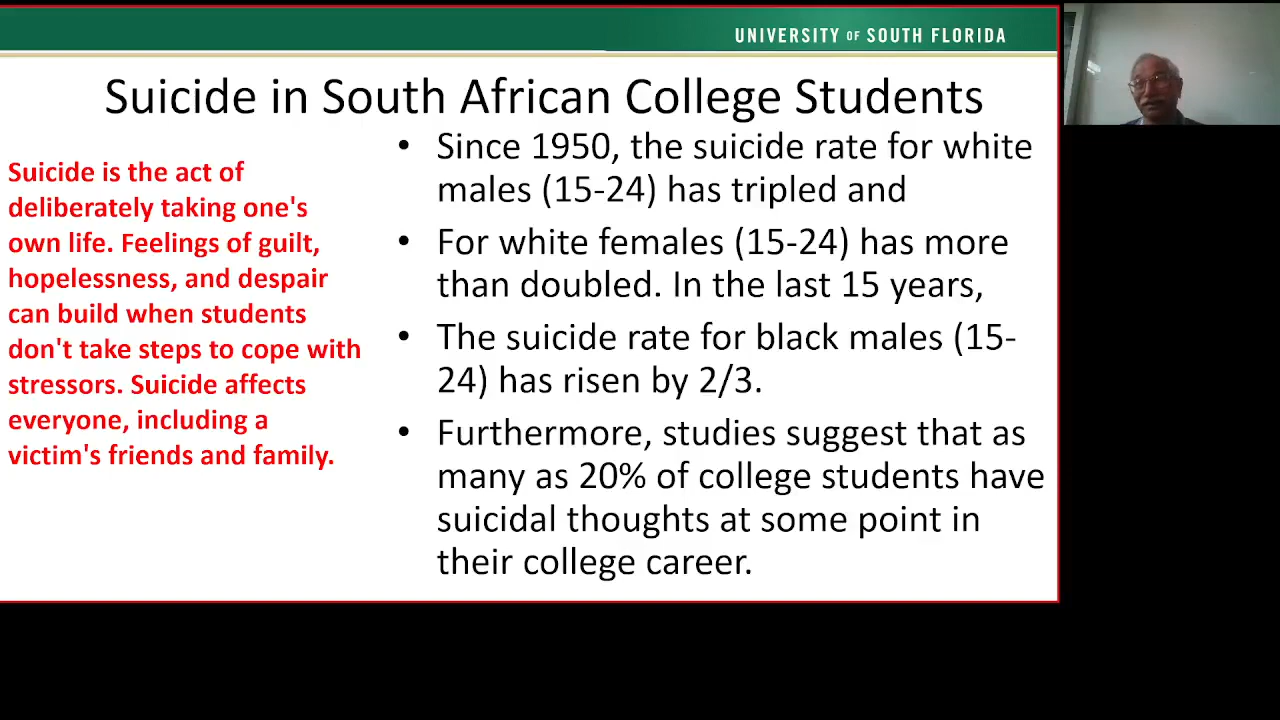 UNIVERSITY OF SOUTH FLORIDA
Suicide in South African College Students
Suicide is the act of
deliberately taking one's
own life. Feelings of guilt,
hopelessness, and despair
can build when students
don't take steps to cope with
stressors. Suicide affects
everyone, including a
victim's friends and family.
• Since 1950, the suicide rate for white
males (15-24) has tripled and
• For white females (15-24) has more
than doubled. In the last 15 years,
• The suicide rate for black males (15-
24) has risen by 2/3.
• Furthermore, studies suggest that as
many as 20% of college students have
suicidal thoughts at some point in
their college career.